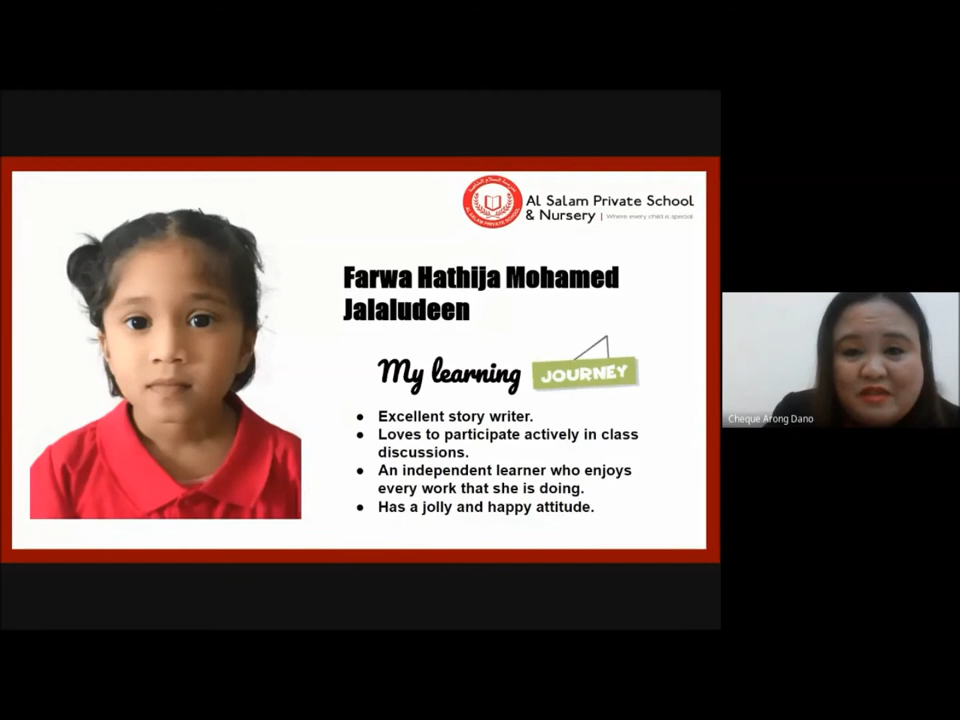 Al Salam Private School
& Nursery | Where every child is special
Farwa Hathija Mohamed
Jalaludeen
My learning JOURNEY
• Excellent story writer.
• Loves to participate actively in class
discussions.
• An independent learner who enjoys
every work that she is doing.
• Has a jolly and happy attitude.
Cheque Arong Dano